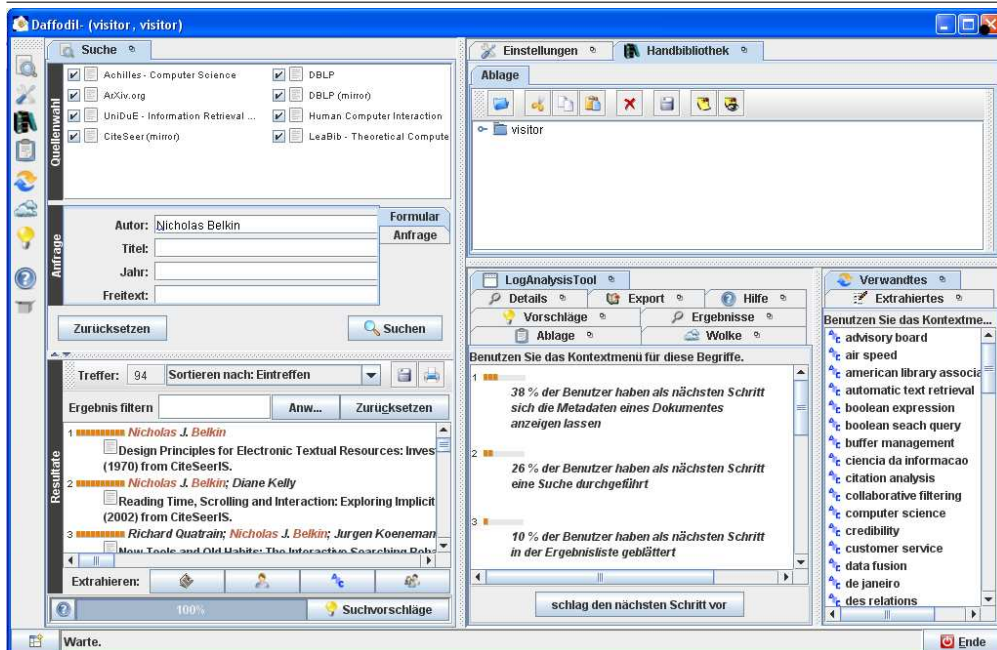 Daffodil- (visitor, visitor)
Suche
Quellenwahl
Achilles - Computer Science
DBLP
ArXiv.org
DBLP (mirror)
UniDuE - Information Retrieval ...
Human Computer Interaction
CiteSeer (mirror)
LeaBib - Theoretical Compute
Anfrage
Autor: Nicholas Belkin
Titel:
Jahr:
Freitext:
Formular
Anfrage
Zurücksetzen
Suchen
Resultate
Treffer: 94 Sortieren nach: Eintreffen
Ergebnis filtern Anw... Zurücksetzen
1 Nicholas J. Belkin
Design Principles for Electronic Textual Resources: Inves
(1970) from CiteSeerIS.
2 Nicholas J. Belkin; Diane Kelly
Reading Time, Scrolling and Interaction: Exploring Implicit
(2002) from CiteSeerIS.
3 Richard Quatrain; Nicholas J. Belkin; Jurgen Koeneman
New Tools and Old Habits: The Interactive Searching Beha
Extrahieren:
100%
Suchvorschläge
Einstellungen
Handbibliothek
Ablage
visitor
LogAnalysisTool
Details Export Hilfe
Vorschläge Ergebnisse
Ablage Wolke
Benutzen Sie das Kontextmenü für diese Begriffe.
1
38 % der Benutzer haben als nächsten Schritt
sich die Metadaten eines Dokumentes
anzeigen lassen
2
26 % der Benutzer haben als nächsten Schritt
eine Suche durchgeführt
3
10 % der Benutzer haben als nächsten Schritt
in der Ergebnisliste geblättert
schlag den nächsten Schritt vor
Verwandtes
Extrahiertes
Benutzen Sie das Kontextme...
advisory board
air speed
american library associa
automatic text retrieval
boolean expression
boolean seach query
buffer management
ciencia da informacao
citation analysis
collaborative filtering
computer science
credibility
customer service
data fusion
de janeiro
des relations
Warte.
Ende